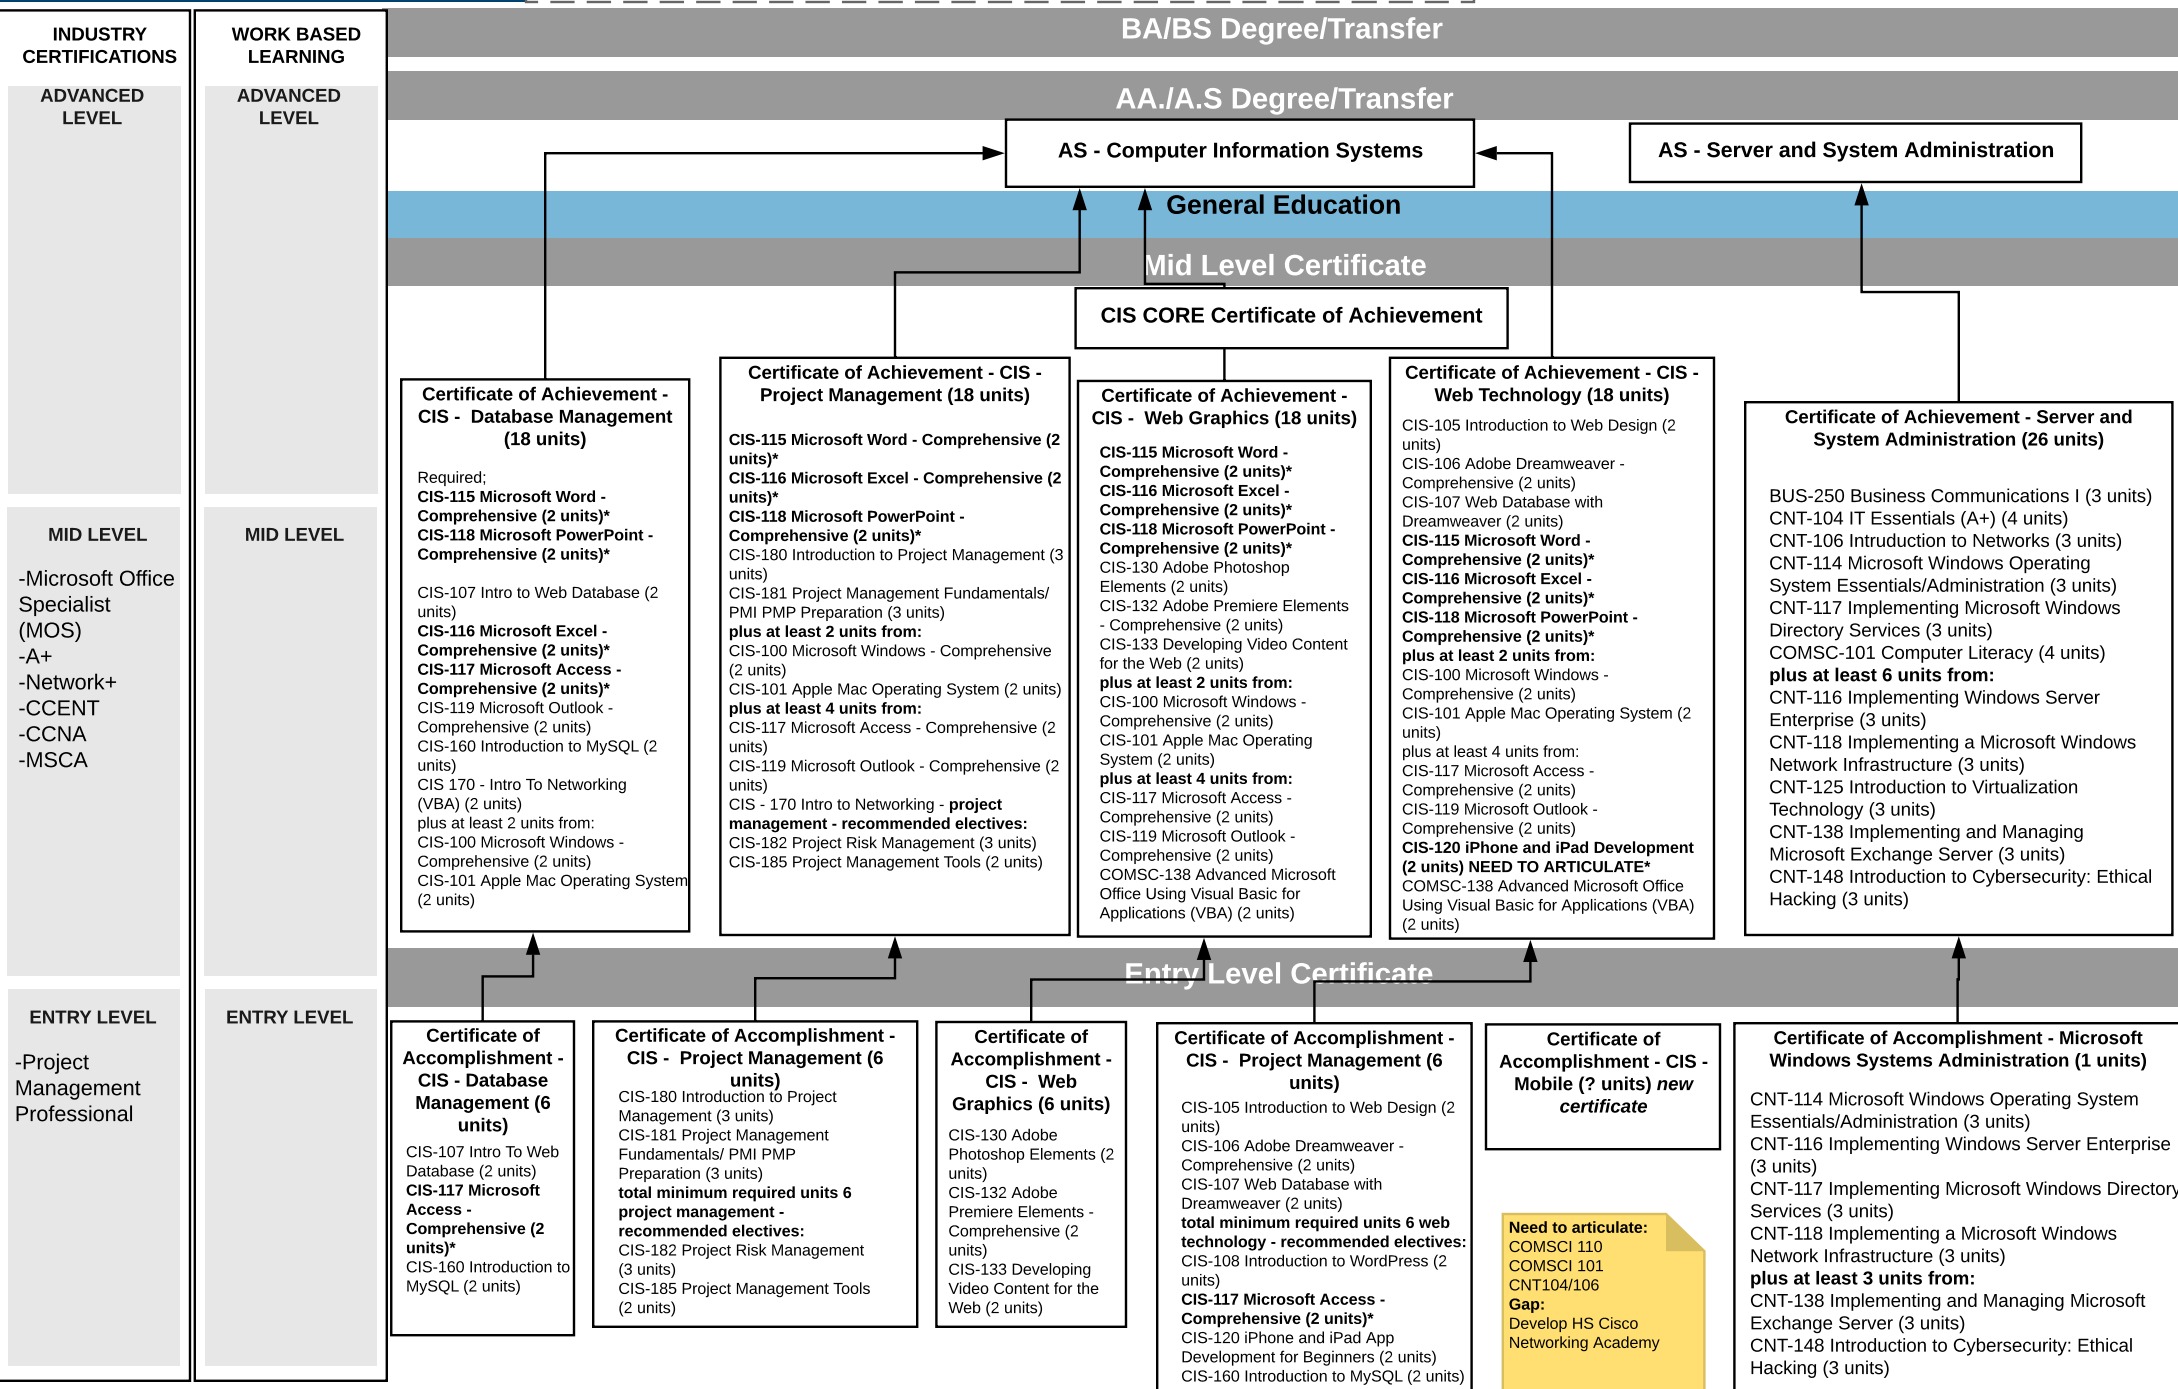 BA/BS Degree/Transfer
INDUSTRY
CERTIFICATIONS
WORK BASED
LEARNING
ADVANCED
LEVEL
ADVANCED
LEVEL
AA./A.S Degree/Transfer
AS - Computer Information Systems
AS - Server and System Administration
General Education
Mid Level Certificate
CIS CORE Certificate of Achievement
MID LEVEL
-Microsoft Office
Specialist
(MOS)
-A+
-Network+
-CCENT
-CCNA
-MSCA
MID LEVEL
Certificate of Achievement -
CIS -  Database Management
(18 units)
Required;
CIS-115 Microsoft Word -
Comprehensive (2 units)*
CIS-118 Microsoft PowerPoint -
Comprehensive (2 units)*
CIS-107 Intro to Web Database (2
units)
CIS-116 Microsoft Excel -
Comprehensive (2 units)*
CIS-117 Microsoft Access -
Comprehensive (2 units)*
CIS-119 Microsoft Outlook -
Comprehensive (2 units)
CIS-160 Introduction to MySQL (2
units)
CIS 170 - Intro To Networking
(VBA) (2 units)
plus at least 2 units from:
CIS-100 Microsoft Windows -
Comprehensive (2 units)
CIS-101 Apple Mac Operating System
(2 units)
Certificate of Achievement - CIS -
Project Management (18 units)
CIS-115 Microsoft Word - Comprehensive (2
units)*
CIS-116 Microsoft Excel - Comprehensive (2
units)*
CIS-118 Microsoft PowerPoint -
Comprehensive (2 units)*
CIS-180 Introduction to Project Management (3
units)
CIS-181 Project Management Fundamentals/
PMI PMP Preparation (3 units)
plus at least 2 units from:
CIS-100 Microsoft Windows - Comprehensive
(2 units)
CIS-101 Apple Mac Operating System (2 units)
plus at least 4 units from:
CIS-117 Microsoft Access - Comprehensive (2
units)
CIS-119 Microsoft Outlook - Comprehensive (2
units)
CIS - 170 Intro to Networking - project
management - recommended electives:
CIS-182 Project Risk Management (3 units)
CIS-185 Project Management Tools (2 units)
Certificate of Achievement -
CIS -  Web Graphics (18 units)
CIS-115 Microsoft Word -
Comprehensive (2 units)*
CIS-116 Microsoft Excel -
Comprehensive (2 units)*
CIS-118 Microsoft PowerPoint -
Comprehensive (2 units)*
CIS-130 Adobe Photoshop
Elements (2 units)
CIS-132 Adobe Premiere Elements
- Comprehensive (2 units)
CIS-133 Developing Video Content
for the Web (2 units)
plus at least 2 units from:
CIS-100 Microsoft Windows -
Comprehensive (2 units)
CIS-101 Apple Mac Operating
System (2 units)
plus at least 4 units from:
CIS-117 Microsoft Access -
Comprehensive (2 units)
CIS-119 Microsoft Outlook -
Comprehensive (2 units)
COMSC-138 Advanced Microsoft
Office Using Visual Basic for
Applications (VBA) (2 units)
Certificate of Achievement - CIS -
Web Technology (18 units)
CIS-105 Introduction to Web Design (2
units)
CIS-106 Adobe Dreamweaver -
Comprehensive (2 units)
CIS-107 Web Database with
Dreamweaver (2 units)
CIS-115 Microsoft Word -
Comprehensive (2 units)*
CIS-116 Microsoft Excel -
Comprehensive (2 units)*
CIS-118 Microsoft PowerPoint -
Comprehensive (2 units)*
plus at least 2 units from:
CIS-100 Microsoft Windows -
Comprehensive (2 units)
CIS-101 Apple Mac Operating System (2
units)
plus at least 4 units from:
CIS-117 Microsoft Access -
Comprehensive (2 units)
CIS-119 Microsoft Outlook -
Comprehensive (2 units)
CIS-120 iPhone and iPad Development
(2 units) NEED TO ARTICULATE*
COMSC-138 Advanced Microsoft Office
Using Visual Basic for Applications (VBA)
(2 units)
Certificate of Achievement - Server and
System Administration (26 units)
BUS-250 Business Communications I (3 units)
CNT-104 IT Essentials (A+) (4 units)
CNT-106 Intruduction to Networks (3 units)
CNT-114 Microsoft Windows Operating
System Essentials/Administration (3 units)
CNT-117 Implementing Microsoft Windows
Directory Services (3 units)
COMSC-101 Computer Literacy (4 units)
plus at least 6 units from:
CNT-116 Implementing Windows Server
Enterprise (3 units)
CNT-118 Implementing a Microsoft Windows
Network Infrastructure (3 units)
CNT-125 Introduction to Virtualization
Technology (3 units)
CNT-138 Implementing and Managing
Microsoft Exchange Server (3 units)
CNT-148 Introduction to Cybersecurity: Ethical
Hacking (3 units)
Entry Level Certificate
ENTRY LEVEL
-Project
Management
Professional
ENTRY LEVEL
Certificate of
Accomplishment -
CIS - Database
Management (6
units)
CIS-107 Intro To Web
Database (2 units)
CIS-117 Microsoft
Access -
Comprehensive (2
units)*
CIS-160 Introduction to
MySQL (2 units)
Certificate of Accomplishment -
CIS -  Project Management (6
units)
CIS-180 Introduction to Project
Management (3 units)
CIS-181 Project Management
Fundamentals/ PMI PMP
Preparation (3 units)
total minimum required units 6
project management -
recommended electives:
CIS-182 Project Risk Management
(3 units)
CIS-185 Project Management Tools
(2 units)
Certificate of
Accomplishment -
CIS -  Web
Graphics (6 units)
CIS-130 Adobe
Photoshop Elements (2
units)
CIS-132 Adobe
Premiere Elements -
Comprehensive (2
units)
CIS-133 Developing
Video Content for the
Web (2 units)
Certificate of Accomplishment -
CIS -  Project Management (6
units)
CIS-105 Introduction to Web Design (2
units)
CIS-106 Adobe Dreamweaver -
Comprehensive (2 units)
CIS-107 Web Database with
Dreamweaver (2 units)
total minimum required units 6 web
technology - recommended electives:
CIS-108 Introduction to WordPress (2
units)
CIS-117 Microsoft Access -
Comprehensive (2 units)*
CIS-120 iPhone and iPad App
Development for Beginners (2 units)
CIS-160 Introduction to MySQL (2 units)
Certificate of
Accomplishment - CIS -
Mobile (? units) new
certificate
Need to articulate:
COMSCI 110
COMSCI 101
CNT104/106
Gap:
Develop HS Cisco
Networking Academy
Certificate of Accomplishment - Microsoft
Windows Systems Administration (1 units)
CNT-114 Microsoft Windows Operating System
Essentials/Administration (3 units)
CNT-116 Implementing Windows Server Enterprise
(3 units)
CNT-117 Implementing Microsoft Windows Directory
Services (3 units)
CNT-118 Implementing a Microsoft Windows
Network Infrastructure (3 units)
plus at least 3 units from:
CNT-138 Implementing and Managing Microsoft
Exchange Server (3 units)
CNT-148 Introduction to Cybersecurity: Ethical
Hacking (3 units)